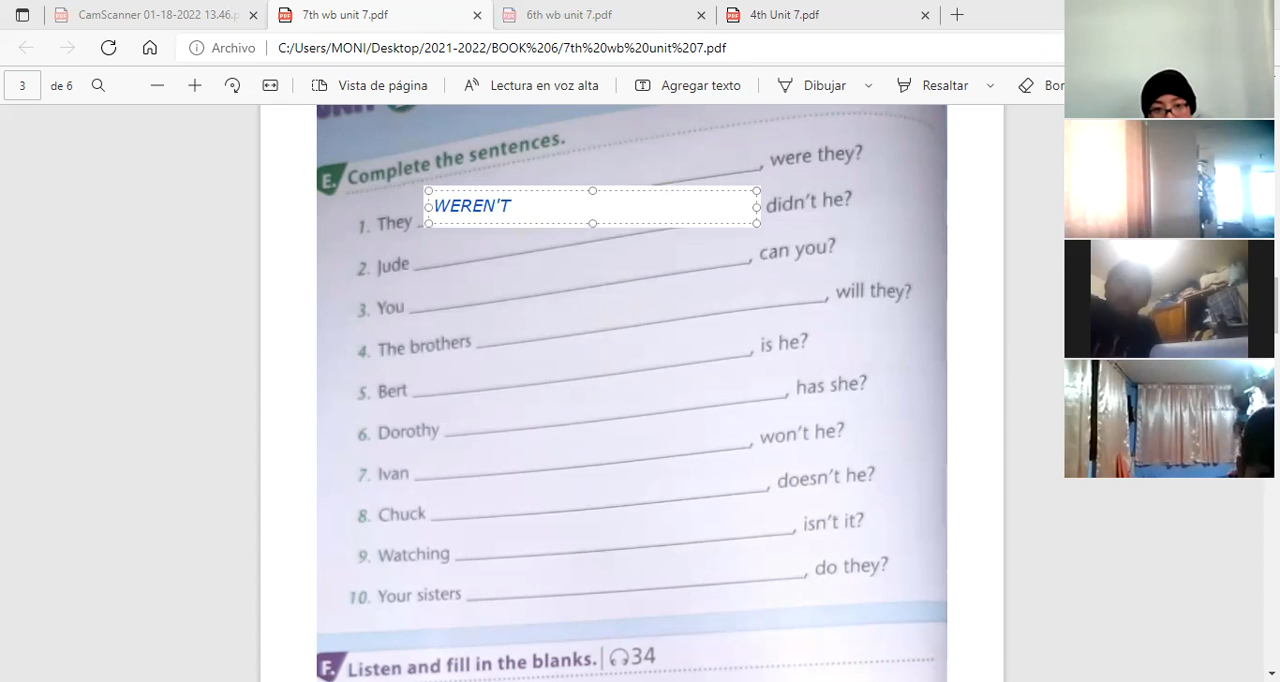 CamScanner 01-18-2022 13.46.p
7th wb unit 7.pdf
6th wb unit 7.pdf
4th Unit 7.pdf
Archivo
C:/Users/MONI/Desktop/2021-2022/BOOK%206/7th%20wb%20unit%207.pdf
3 de 6
Vista de página
Lectura en voz alta
Agregar texto
Dibujar
Resaltar
Bor
E. Complete the sentences.
1. They WEREN'T , were they?
2. Jude didn't he?
3. You , can you?
4. The brothers , will they?
5. Bert , is he?
6. Dorothy , has she?
7. Ivan , won't he?
8. Chuck , doesn't he?
9. Watching , isn't it?
10. Your sisters , do they?
F. Listen and fill in the blanks. 34